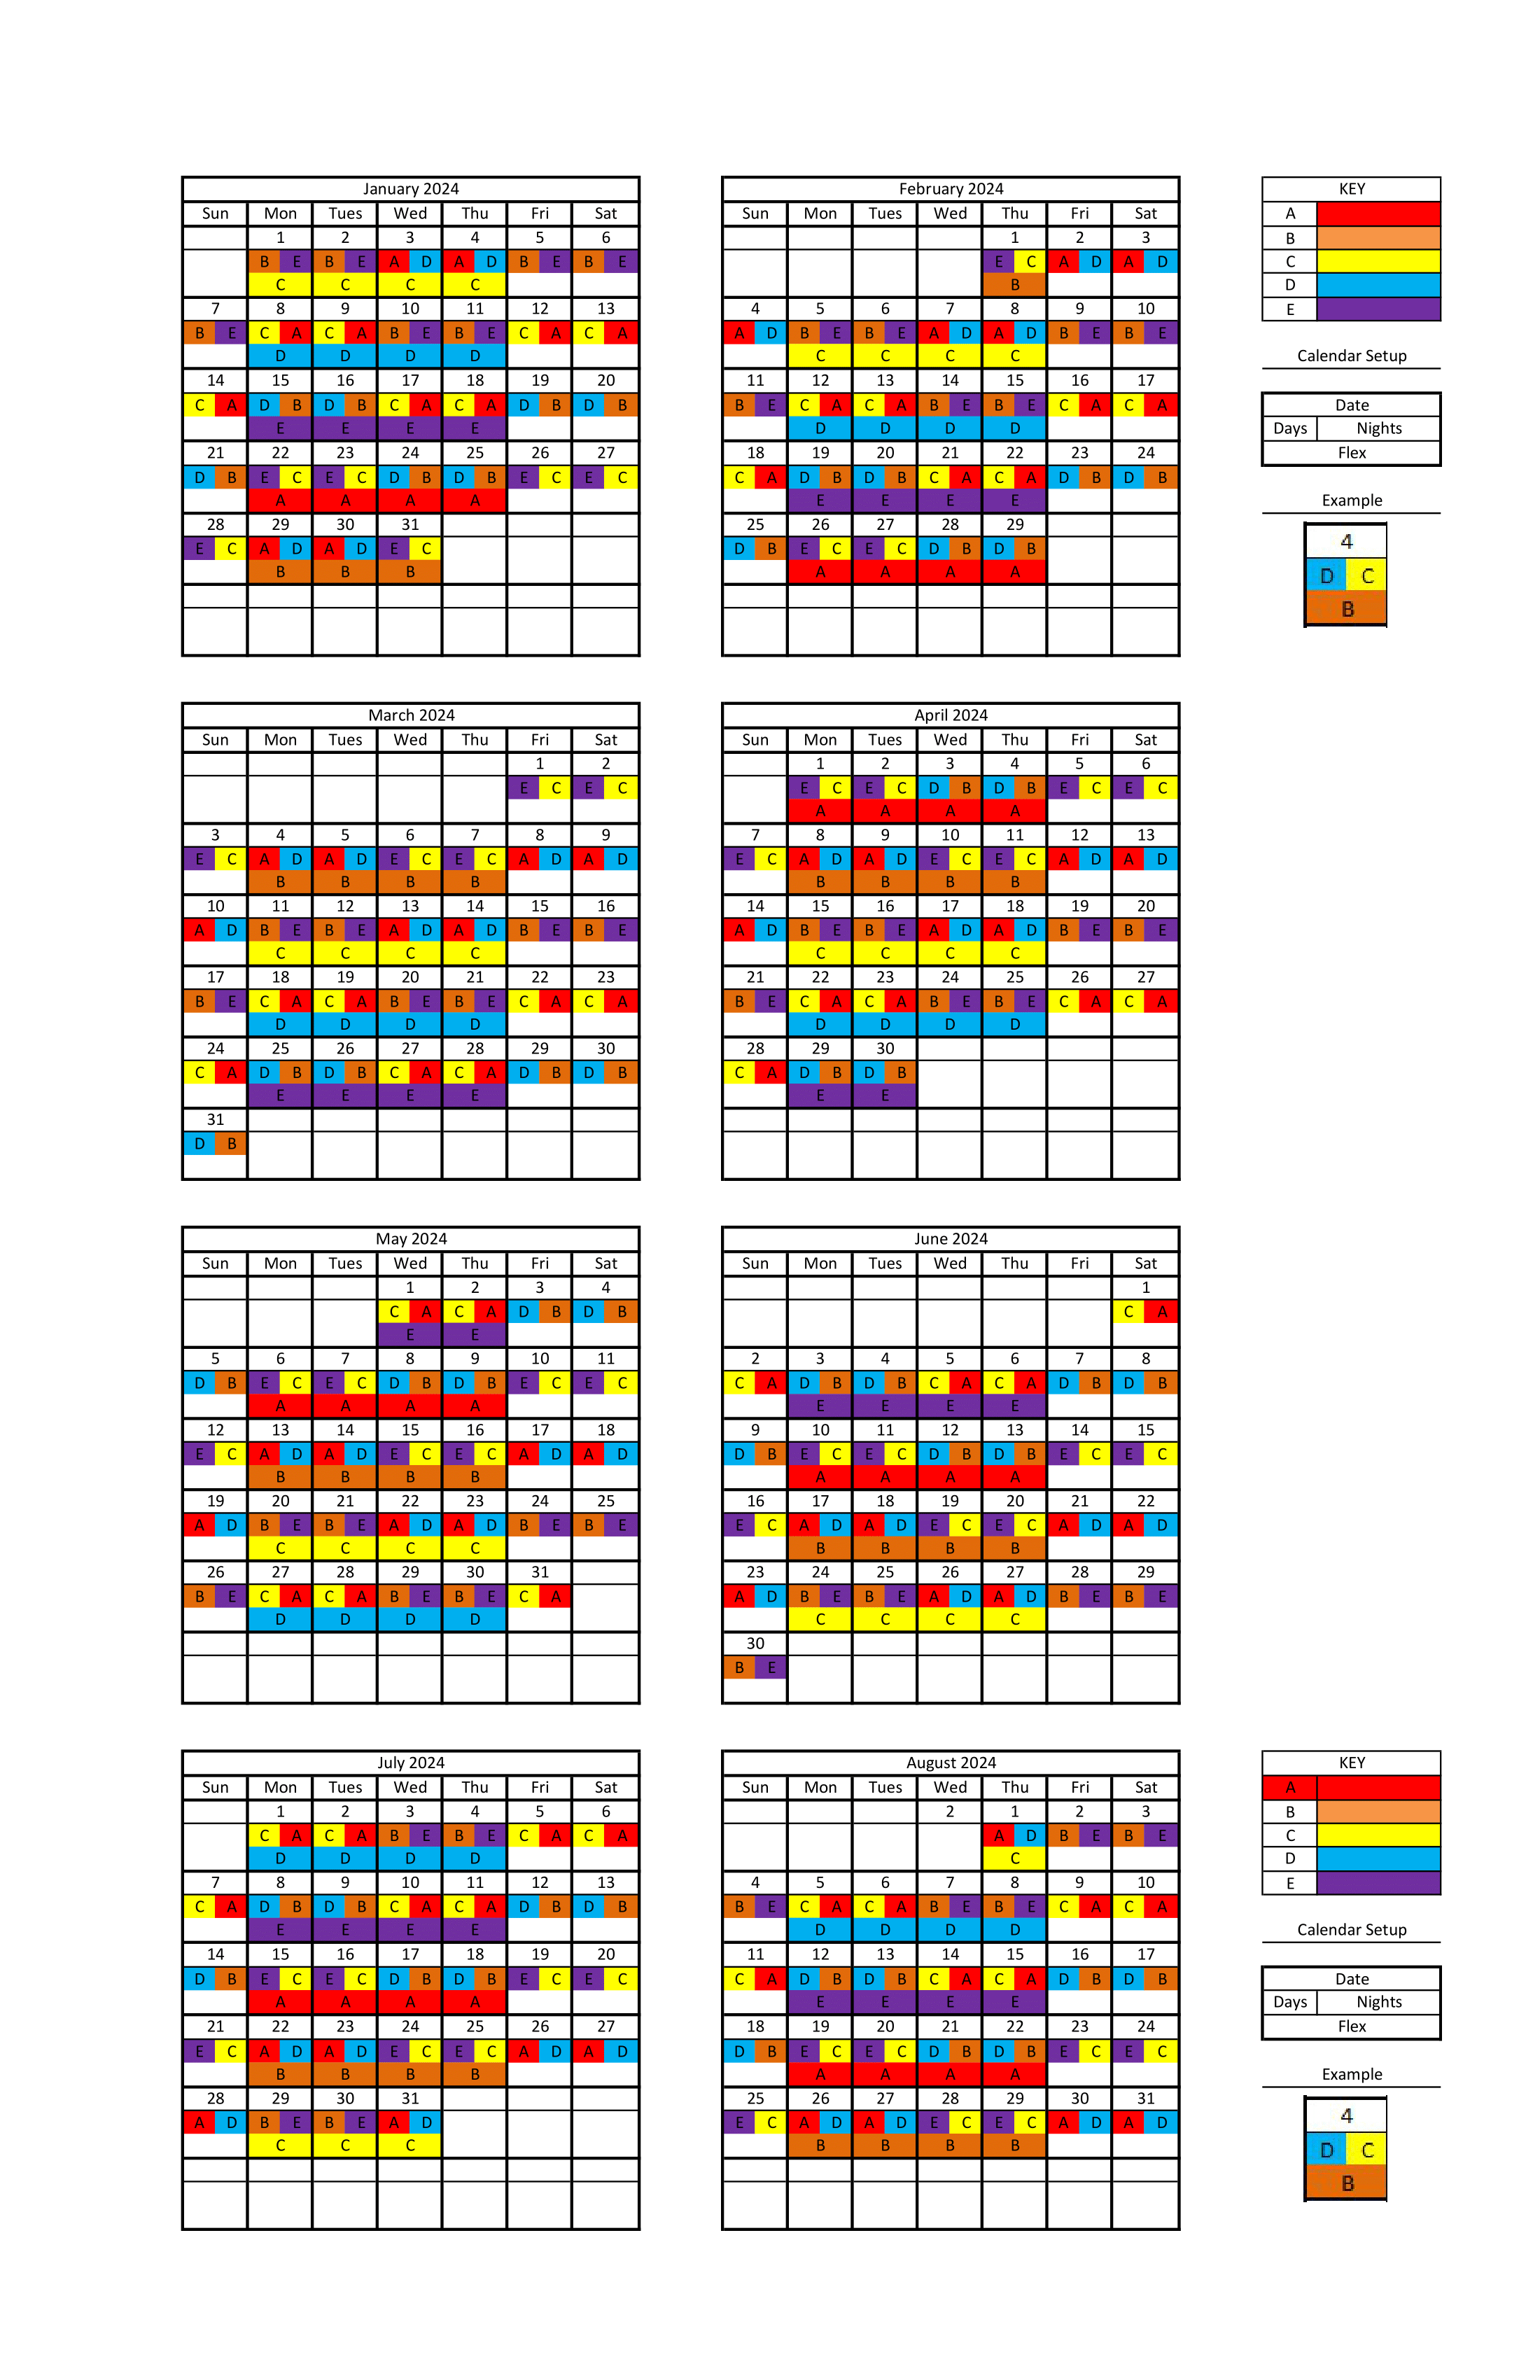 January 2024
Sun Mon Tues Wed Thu Fri Sat
1 2 3 4 5 6
B E B E A D A D B E B E
C C C C
7 8 9 10 11 12 13
B E C A C A B E B E C A C A
D D D D
14 15 16 17 18 19 20
C A D B D B C A C A D B D B
E E E E
21 22 23 24 25 26 27
D B E C E C D B D B E C E C
A A A A
28 29 30 31
E C A D A D E C
B B B
February 2024
Sun Mon Tues Wed Thu Fri Sat
1 2 3
E C A D A D
B
4 5 6 7 8 9 10
A D B E B E A D A D B E B E
C C C C
11 12 13 14 15 16 17
B E C A C A B E B E C A C A
D D D D
18 19 20 21 22 23 24
C A D B D B C A C A D B D B
E E E E
25 26 27 28 29
D B E C E C D B D B
A A A A
KEY
A
B
C
D
E
Calendar Setup
Date
Days Nights
Flex
Example
4
D C
B
March 2024
Sun Mon Tues Wed Thu Fri Sat
1 2
E C E C
3 4 5 6 7 8 9
E C A D A D E C E C A D A D
B B B B
10 11 12 13 14 15 16
A D B E B E A D A D B E B E
C C C C
17 18 19 20 21 22 23
B E C A C A B E B E C A C A
D D D D
24 25 26 27 28 29 30
C A D B D B C A C A D B D B
E E E E
31
D B
April 2024
Sun Mon Tues Wed Thu Fri Sat
1 2 3 4 5 6
E C E C D B D B E C E C
A A A A
7 8 9 10 11 12 13
E C A D A D E C E C A D A D
B B B B
14 15 16 17 18 19 20
A D B E B E A D A D B E B E
C C C C
21 22 23 24 25 26 27
B E C A C A B E B E C A C A
D D D D
28 29 30
C A D B D B
E E
May 2024
Sun Mon Tues Wed Thu Fri Sat
1 2 3 4
C A C A D B D B
E E
5 6 7 8 9 10 11
D B E C E C D B D B E C E C
A A A A
12 13 14 15 16 17 18
E C A D A D E C E C A D A D
B B B B
19 20 21 22 23 24 25
A D B E B E A D A D B E B E
C C C C
26 27 28 29 30 31
B E C A C A B E B E C A
D D D D
June 2024
Sun Mon Tues Wed Thu Fri Sat
1
C A
2 3 4 5 6 7 8
C A D B D B C A C A D B D B
E E E E
9 10 11 12 13 14 15
D B E C E C D B D B E C E C
A A A A
16 17 18 19 20 21 22
E C A D A D E C E C A D A D
B B B B
23 24 25 26 27 28 29
A D B E B E A D A D B E B E
C C C C
30
B E
July 2024
Sun Mon Tues Wed Thu Fri Sat
1 2 3 4 5 6
C A C A B E B E C A C A
D D D D
7 8 9 10 11 12 13
C A D B D B C A C A D B D B
E E E E
14 15 16 17 18 19 20
D B E C E C D B D B E C E C
A A A A
21 22 23 24 25 26 27
E C A D A D E C E C A D A D
B B B B
28 29 30 31
A D B E B E A D
C C C
August 2024
Sun Mon Tues Wed Thu Fri Sat
2 1 2 3
A D B E B E
C
4 5 6 7 8 9 10
B E C A C A B E B E C A C A
D D D D
11 12 13 14 15 16 17
C A D B D B C A C A D B D B
E E E E
18 19 20 21 22 23 24
D B E C E C D B D B E C E C
A A A A
25 26 27 28 29 30 31
E C A D A D E C E C A D A D
B B B B
KEY
A
B
C
D
E
Calendar Setup
Date
Days Nights
Flex
Example
4
D C
B